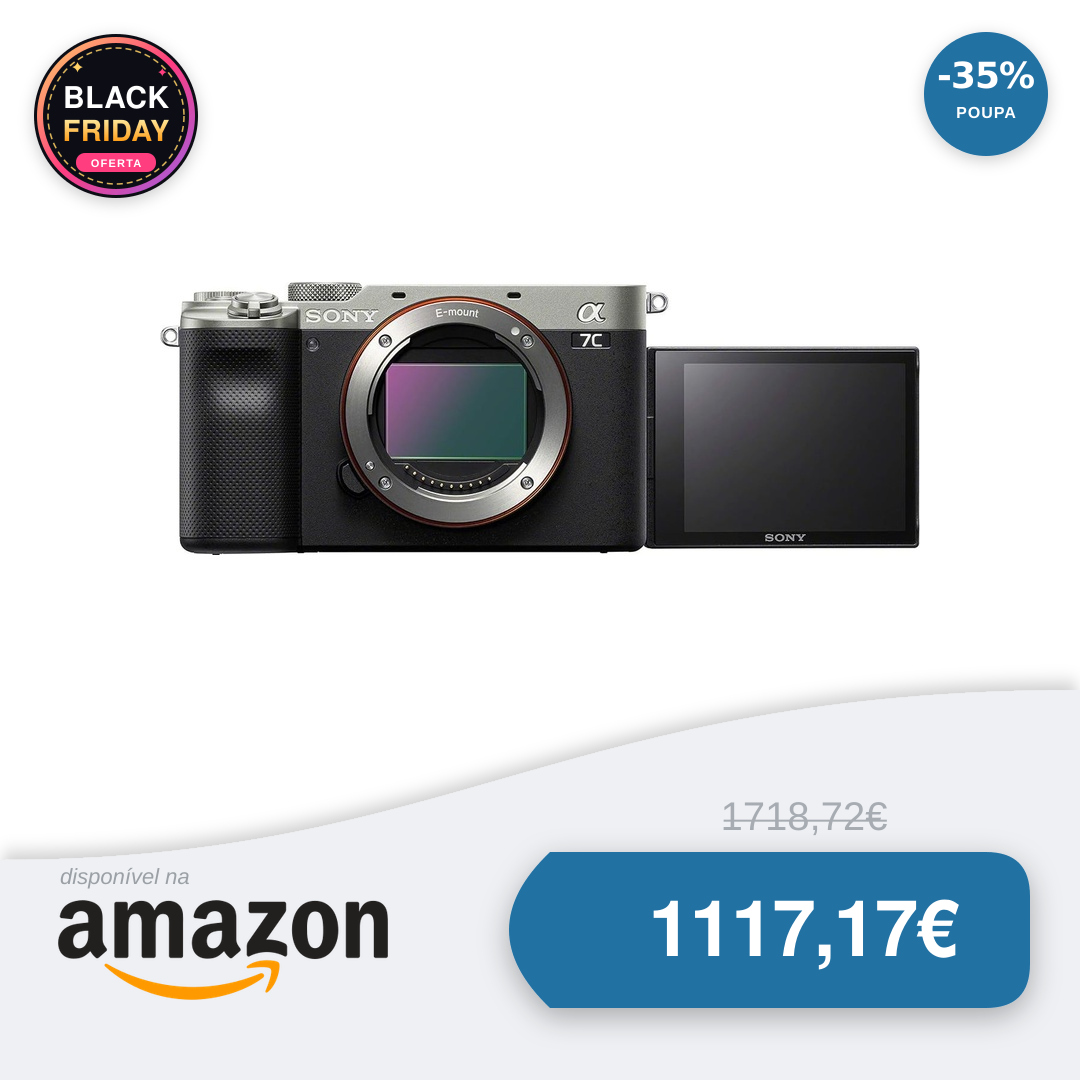 BLACK
FRIDAY
OFERTA
-35%
POUPA
SONY
E-mount
α
7C
SONY
1718,72€
disponível na
amazon
1117,17€